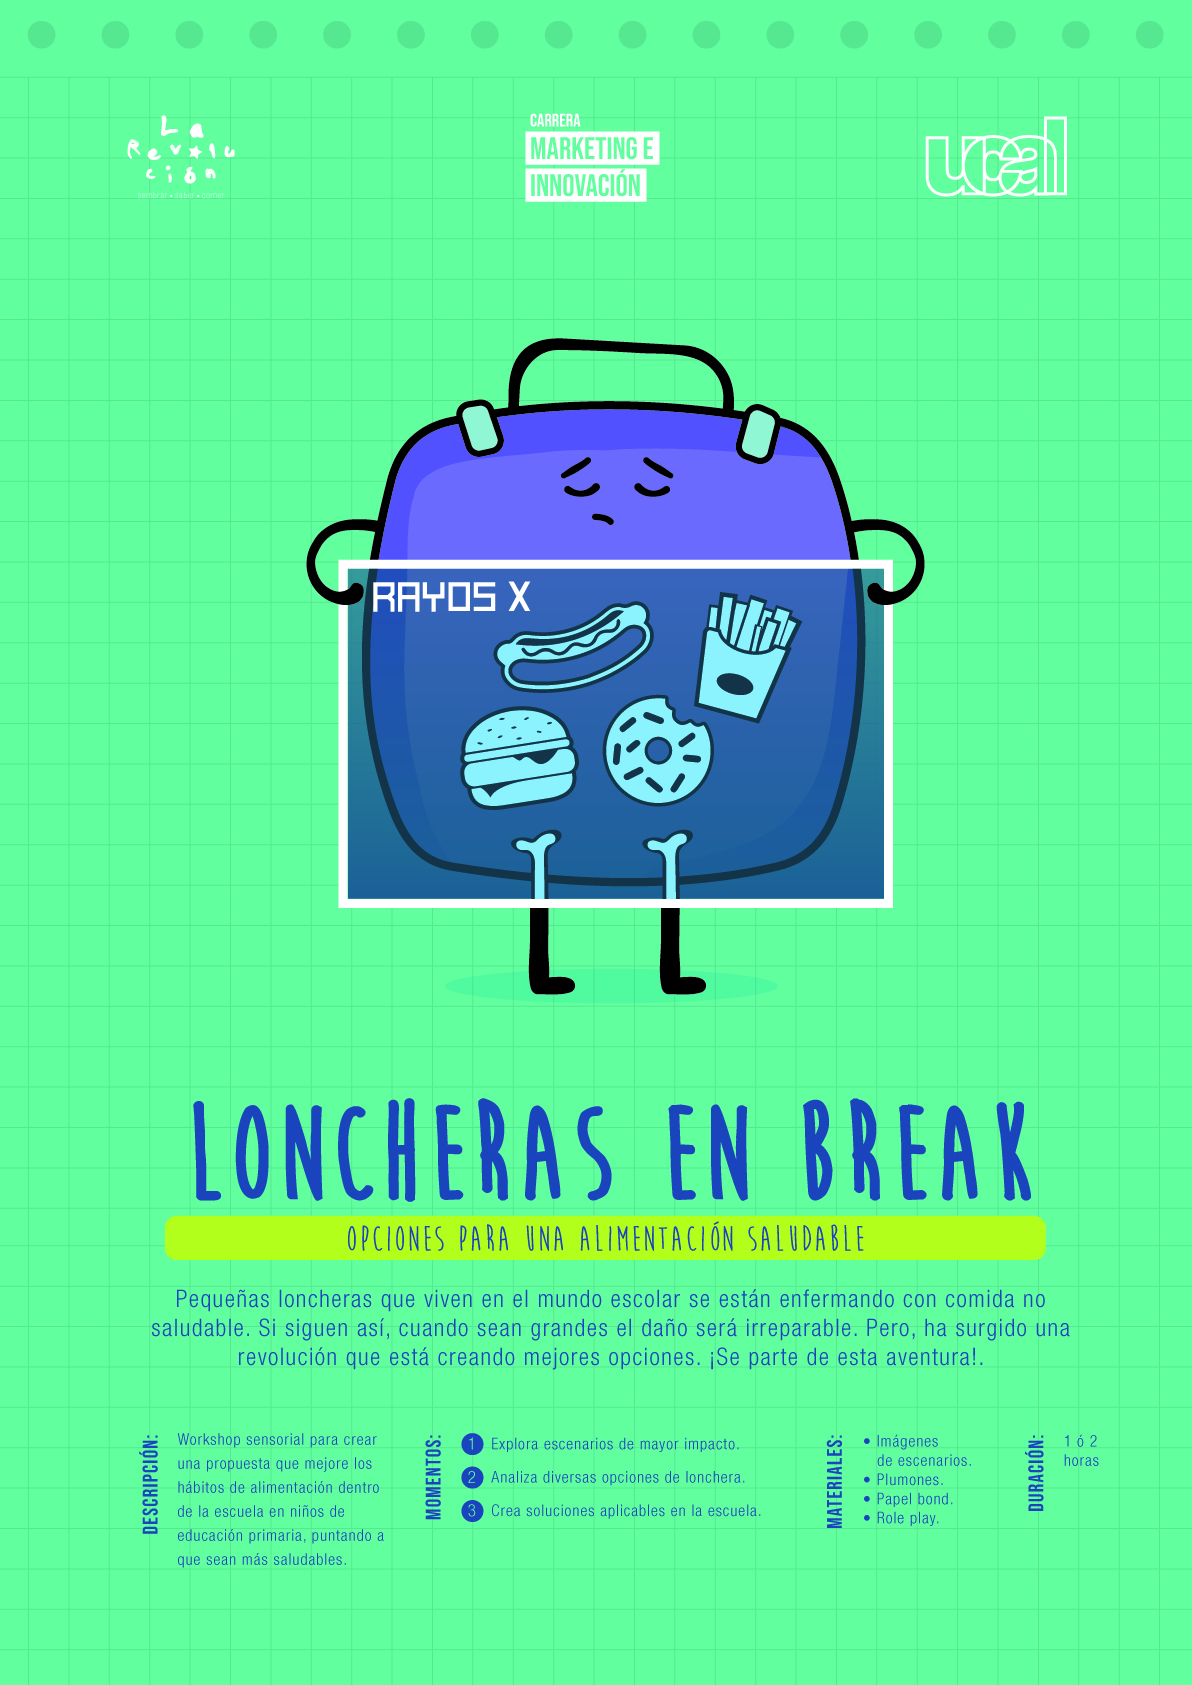 La
Revolu
ción
sembrar • saber • comer
CARRERA
MARKETING E
INNOVACIÓN
ucal
RAYOS X
LONCHERAS EN BREAK
OPCIONES PARA UNA ALIMENTACIÓN SALUDABLE
Pequeñas loncheras que viven en el mundo escolar se están enfermando con comida no
saludable. Si siguen así, cuando sean grandes el daño será irreparable. Pero, ha surgido una
revolución que está creando mejores opciones. ¡Se parte de esta aventura!.
DESCRIPCIÓN:
Workshop sensorial para crear
una propuesta que mejore los
hábitos de alimentación dentro
de la escuela en niños de
educación primaria, puntando a
que sean más saludables.
MOMENTOS:
1 Explora escenarios de mayor impacto.
2 Analiza diversas opciones de lonchera.
3 Crea soluciones aplicables en la escuela.
MATERIALES:
• Imágenes
de escenarios.
• Plumones.
• Papel bond.
• Role play.
DURACIÓN:
1 ó 2
horas